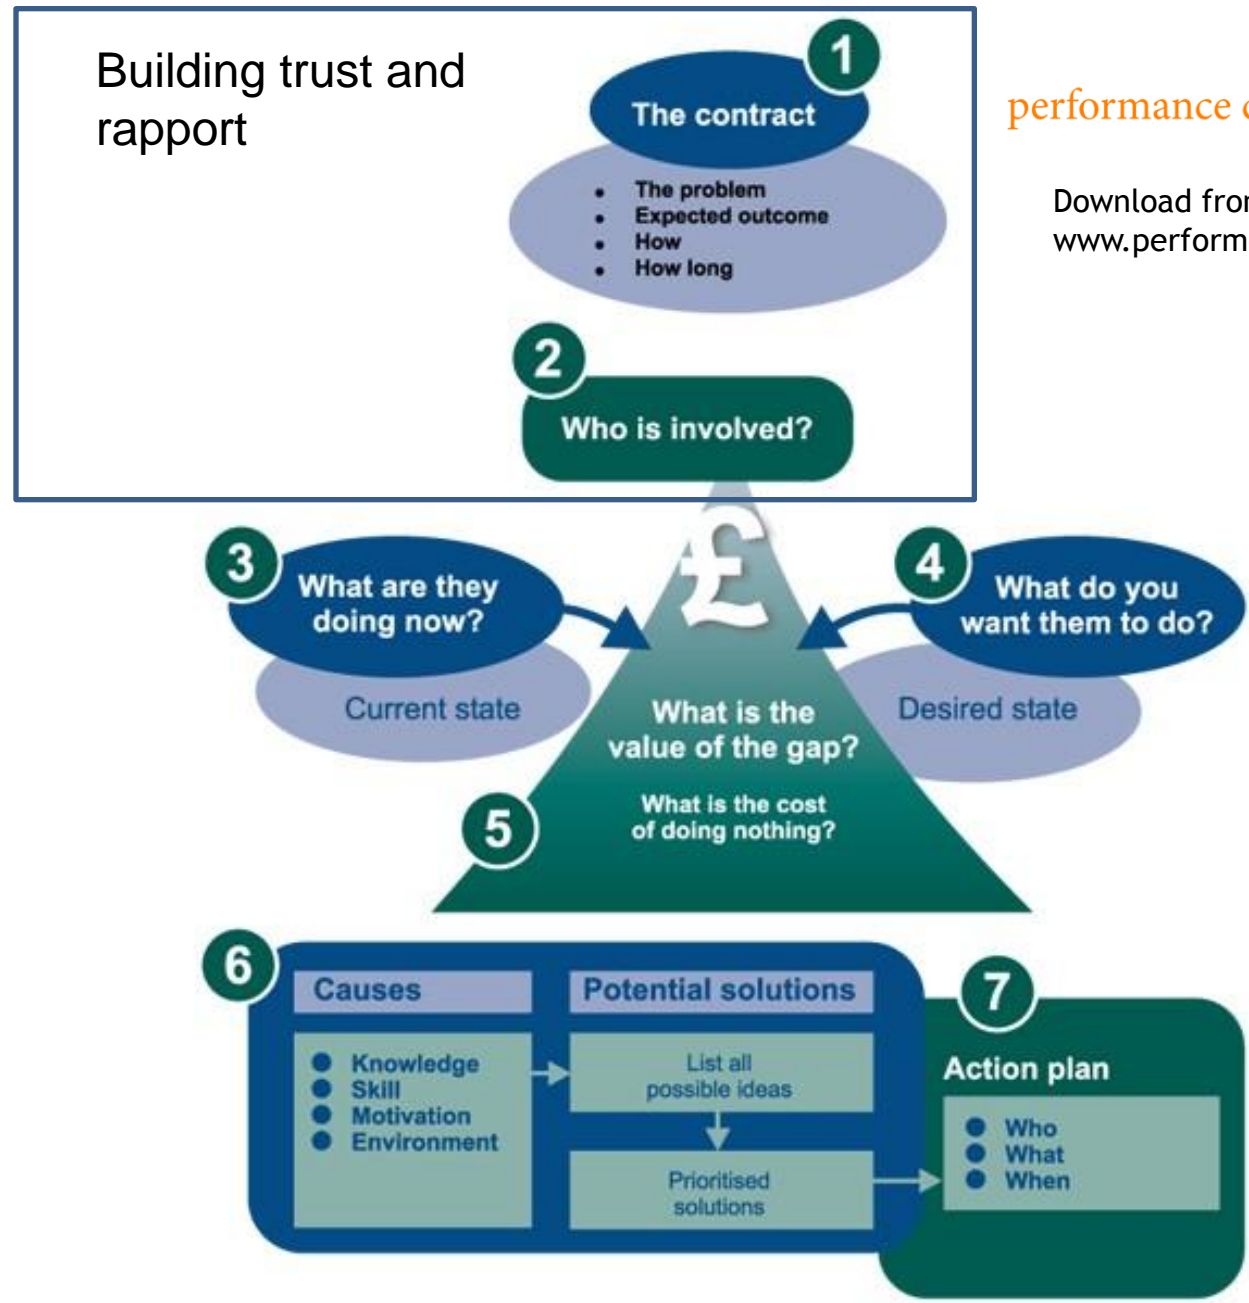 Building trust and
rapport
1
The contract
The problem
Expected outcome
How
How long
performance
Download
www.perform
2
Who is involved?
£
3
What are they
doing now?
Current state
4
What do you
want them to do?
Desired state
What is the
value of the gap?
What is the cost
of doing nothing?
5
6
Causes
Knowledge
Skill
Motivation
Environment
Potential solutions
List all
possible ideas
Prioritised
solutions
7
Action plan
Who
What
When